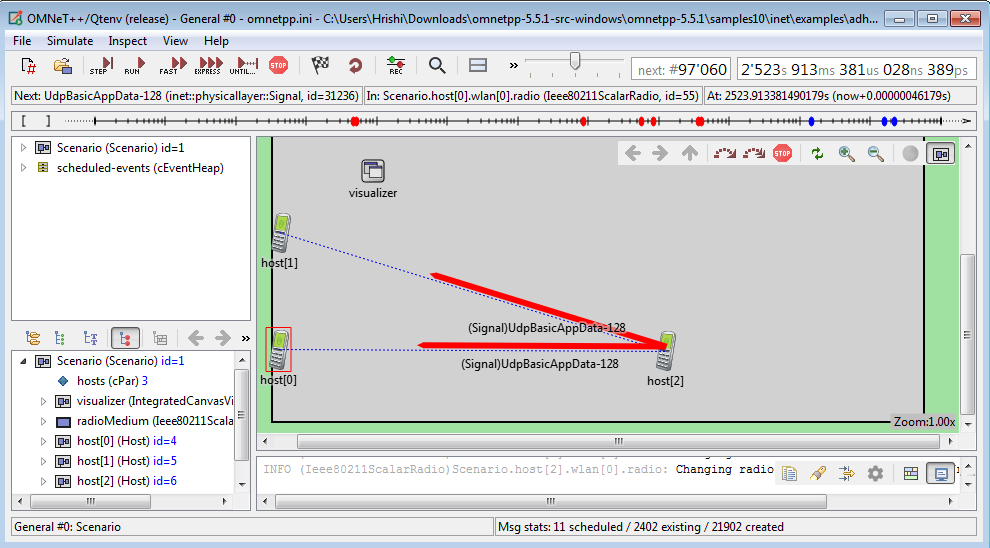 OMNeT++/Qtenv (release) - General #0 - omnetpp.ini - C:\Users\Hrishi\Downloads\omnetpp-5.5.1-src-windows\omnetpp-5.5.1\samples10\inet\examples\adh...
File Simulate Inspect View Help
STEP RUN FAST EXPRESS UNTIL... STOP REC » next: #97'060 2'523s 913ms 381us 028ns 389ps
Next: UdpBasicAppData-128 (inet::physicallayer::Signal, id=31236) In: Scenario.host[0].wlan[0].radio (Ieee80211ScalarRadio, id=55) At: 2523.913381490179s (now+0.00000046179s)
[ ]
Scenario (Scenario) id=1
scheduled-events (cEventHeap)
STOP
visualizer
host[1]
(Signal)UdpBasicAppData-128
(Signal)UdpBasicAppData-128
host[0]
host[2]
Zoom:1.00x
»
Scenario (Scenario) id=1
hosts (cPar) 3
visualizer (IntegratedCanvasVi
radioMedium (Ieee80211Scala
host[0] (Host) id=4
host[1] (Host) id=5
host[2] (Host) id=6
INFO (Ieee80211ScalarRadio)Scenario.host[2].wlan[0].radio: Changing radio
General #0: Scenario
Msg stats: 11 scheduled / 2402 existing / 21902 created